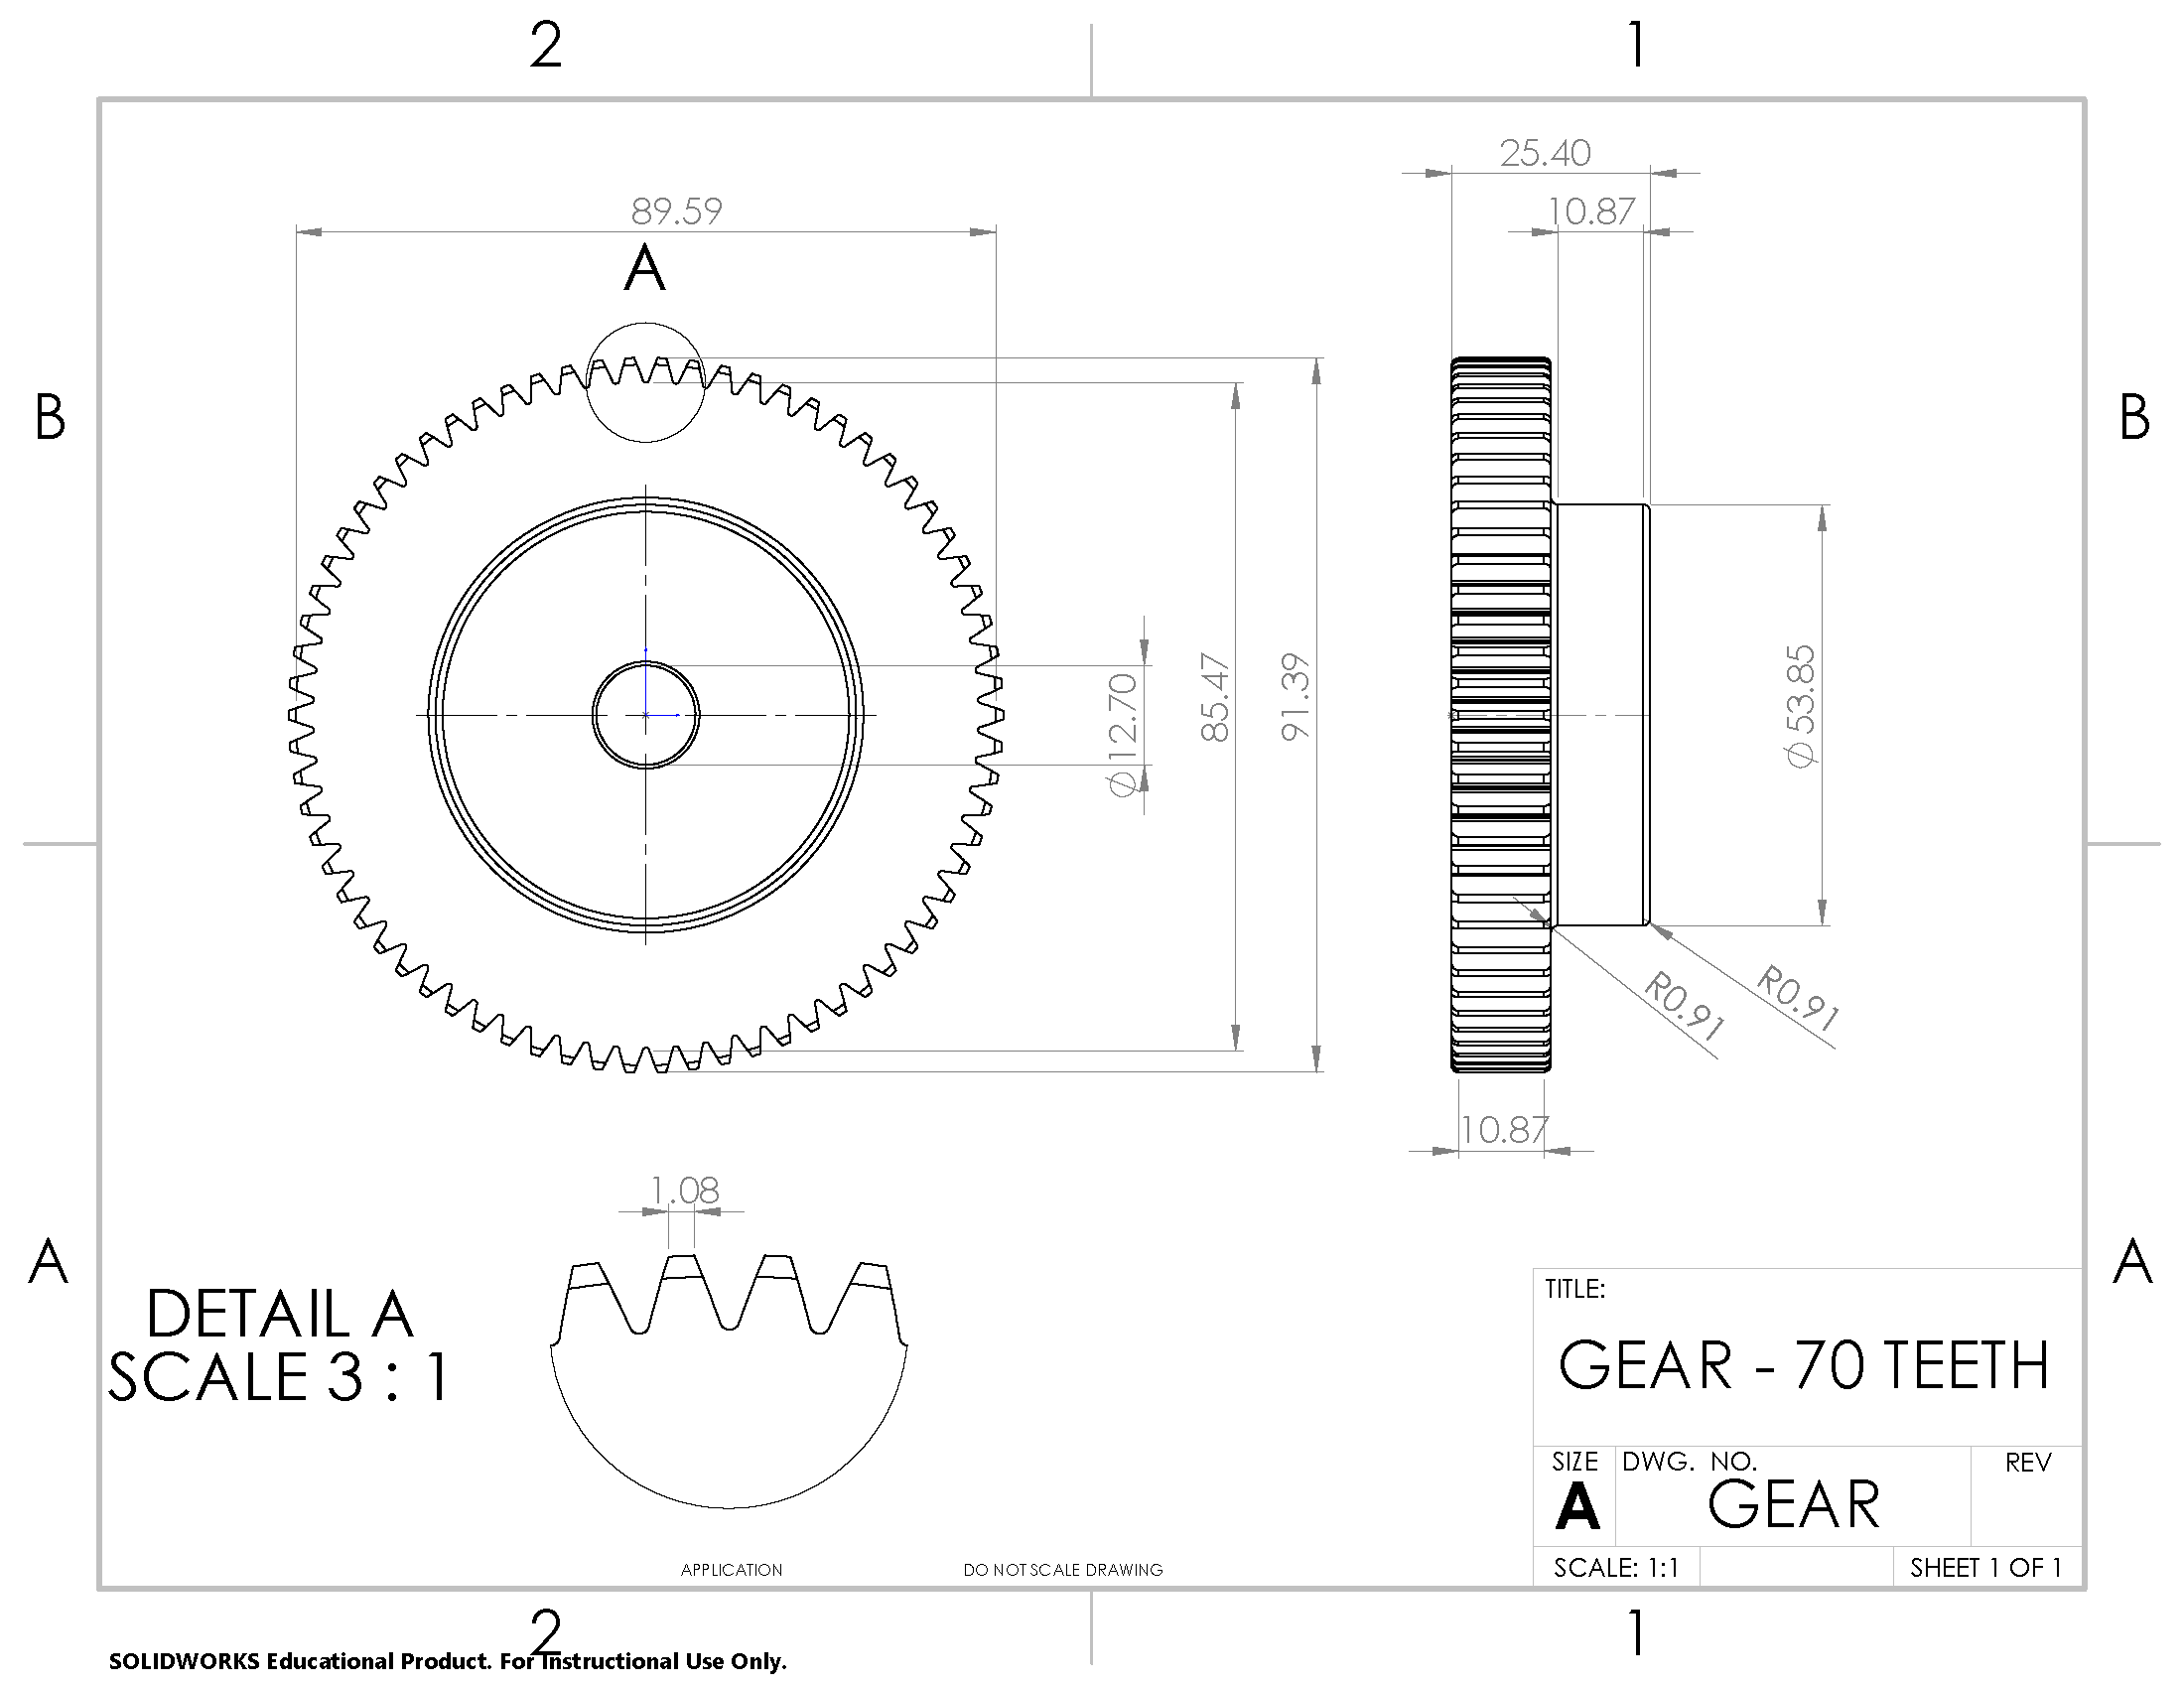 2
1
25.40
10.87
89.59
A
B
B
⌀12.70
85.47
91.39
⌀53.85
R0.91
R0.91
10.87
1.08
A
A
DETAIL A
SCALE 3 : 1
TITLE:
GEAR - 70 TEETH
SIZE
DWG. NO.
REV
A
GEAR
SCALE: 1:1
SHEET 1 OF 1
APPLICATION
DO NOT SCALE DRAWING
2
1
SOLIDWORKS Educational Product. For Instructional Use Only.